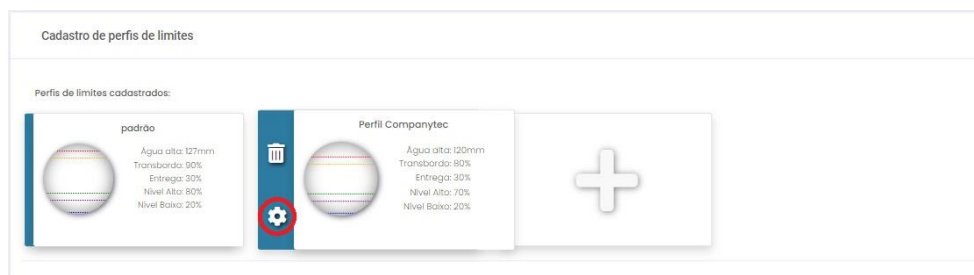 Cadastro de perfis de limites
Perfis de limites cadastrados:
padrão
Água alta: 127mm
Transbordo: 90%
Entrega: 30%
Nível Alto: 80%
Nível Baixo: 20%
Perfil Companytec
Água alta: 120mm
Transbordo: 80%
Entrega: 30%
Nível Alto: 70%
Nível Baixo: 20%